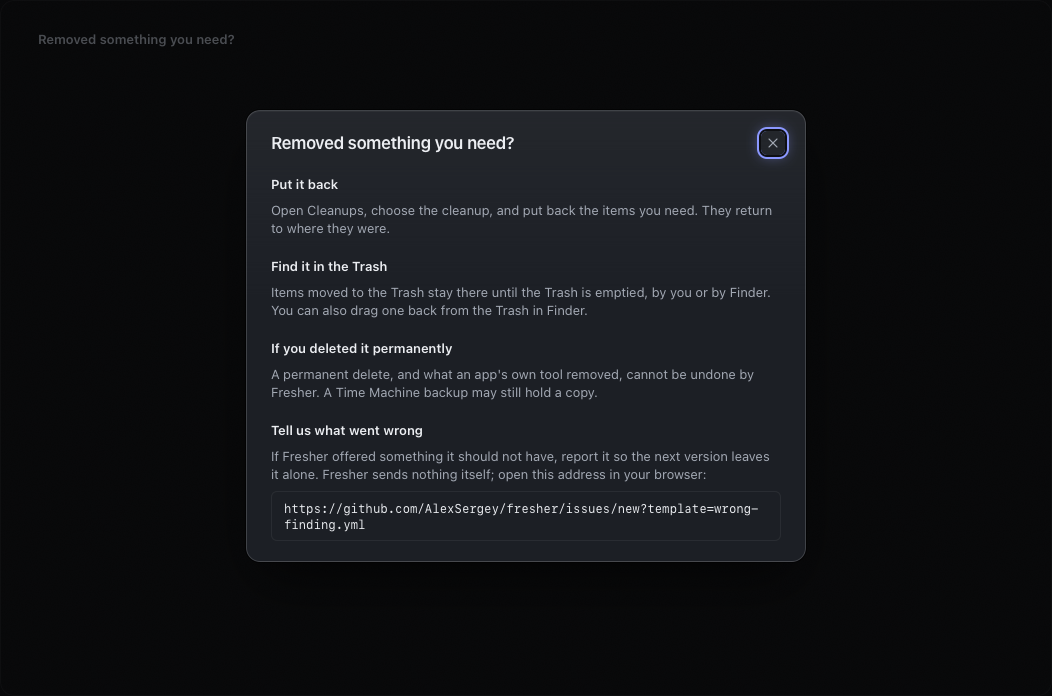 Removed something you need?
Removed something you need?
Put it back
Open Cleanups, choose the cleanup, and put back the items you need. They return
to where they were.
Find it in the Trash
Items moved to the Trash stay there until the Trash is emptied, by you or by Finder.
You can also drag one back from the Trash in Finder.
If you deleted it permanently
A permanent delete, and what an app's own tool removed, cannot be undone by
Fresher. A Time Machine backup may still hold a copy.
Tell us what went wrong
If Fresher offered something it should not have, report it so the next version leaves
it alone. Fresher sends nothing itself; open this address in your browser:
https://github.com/AlexSergey/fresher/issues/new?template=wrong-
finding.yml